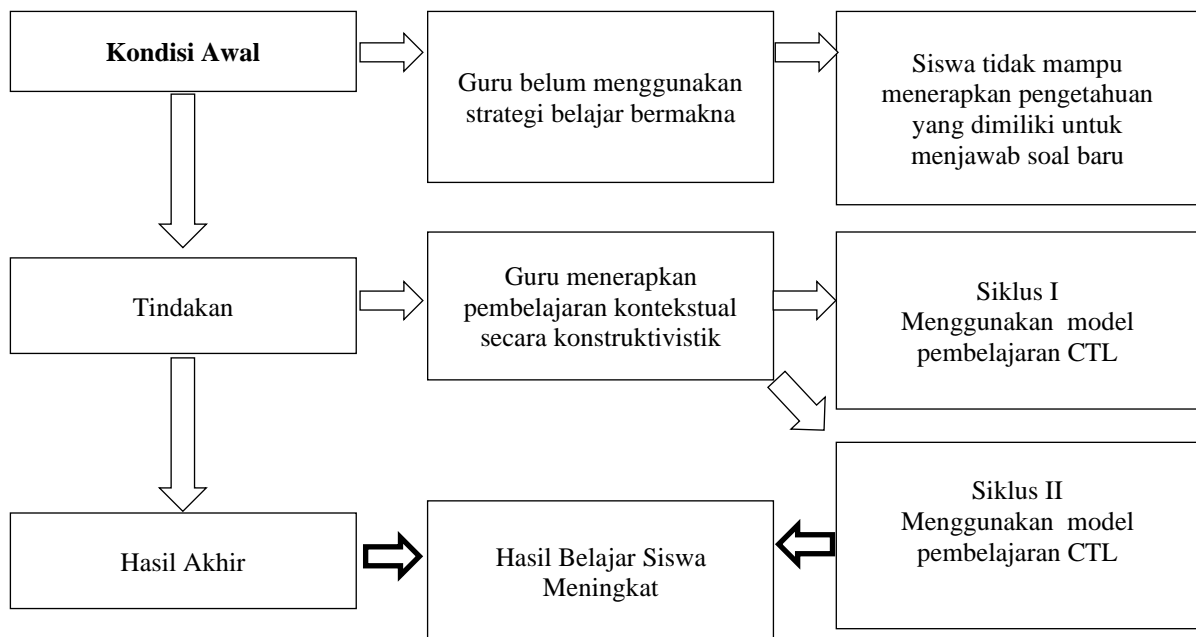 Kondisi Awal
Guru belum menggunakan
strategi belajar bermakna
Siswa tidak mampu
menerapkan pengetahuan
yang dimiliki untuk
menjawab soal baru
Tindakan
Guru menerapkan
pembelajaran kontekstual
secara konstruktivistik
Siklus I
Menggunakan  model
pembelajaran CTL
Siklus II
Menggunakan  model
pembelajaran CTL
Hasil Akhir
Hasil Belajar Siswa
Meningkat